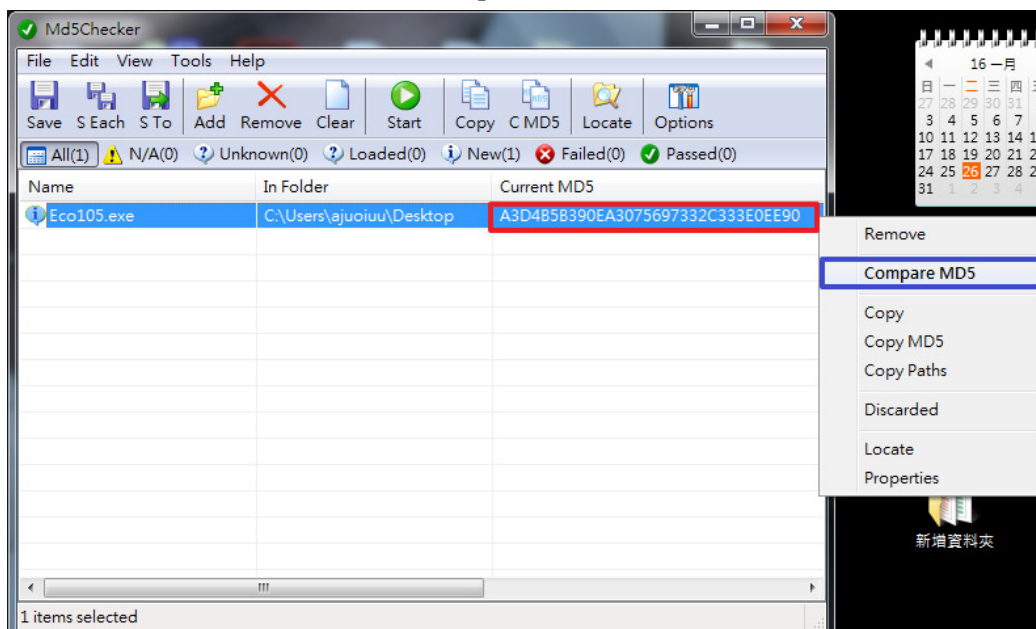 Md5Checker
File Edit View Tools Help
Save S Each S To Add Remove Clear Start Copy C MD5 Locate Options
All(1) N/A(0) Unknown(0) Loaded(0) New(1) Failed(0) Passed(0)
Name In Folder Current MD5
Eco105.exe C:\Users\ajuoiuu\Desktop A3D4B5B390EA3075697332C333E0EE90
1 items selected
Remove
Compare MD5
Copy
Copy MD5
Copy Paths
Discarded
Locate
Properties
16 一月
日 一 二 三 四
27 28 29 30 31
3 4 5 6 7
10 11 12 13 14
17 18 19 20 21
24 25 26 27 28
31 1 2 3 4
新增資料夾